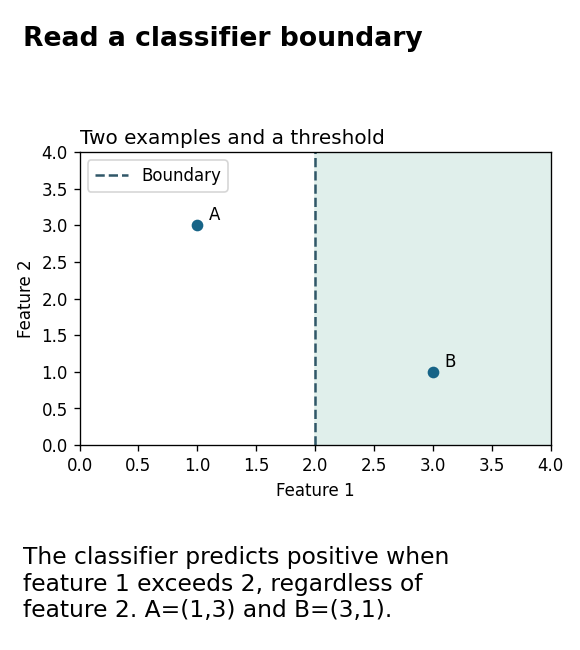 Read a classifier boundary
Two examples and a threshold
4.0
3.5
3.0
2.5
2.0
1.5
1.0
0.5
0.0
Feature 2
Boundary
A
B
0.0 0.5 1.0 1.5 2.0 2.5 3.0 3.5 4.0
Feature 1
The classifier predicts positive when
feature 1 exceeds 2, regardless of
feature 2. A=(1,3) and B=(3,1).